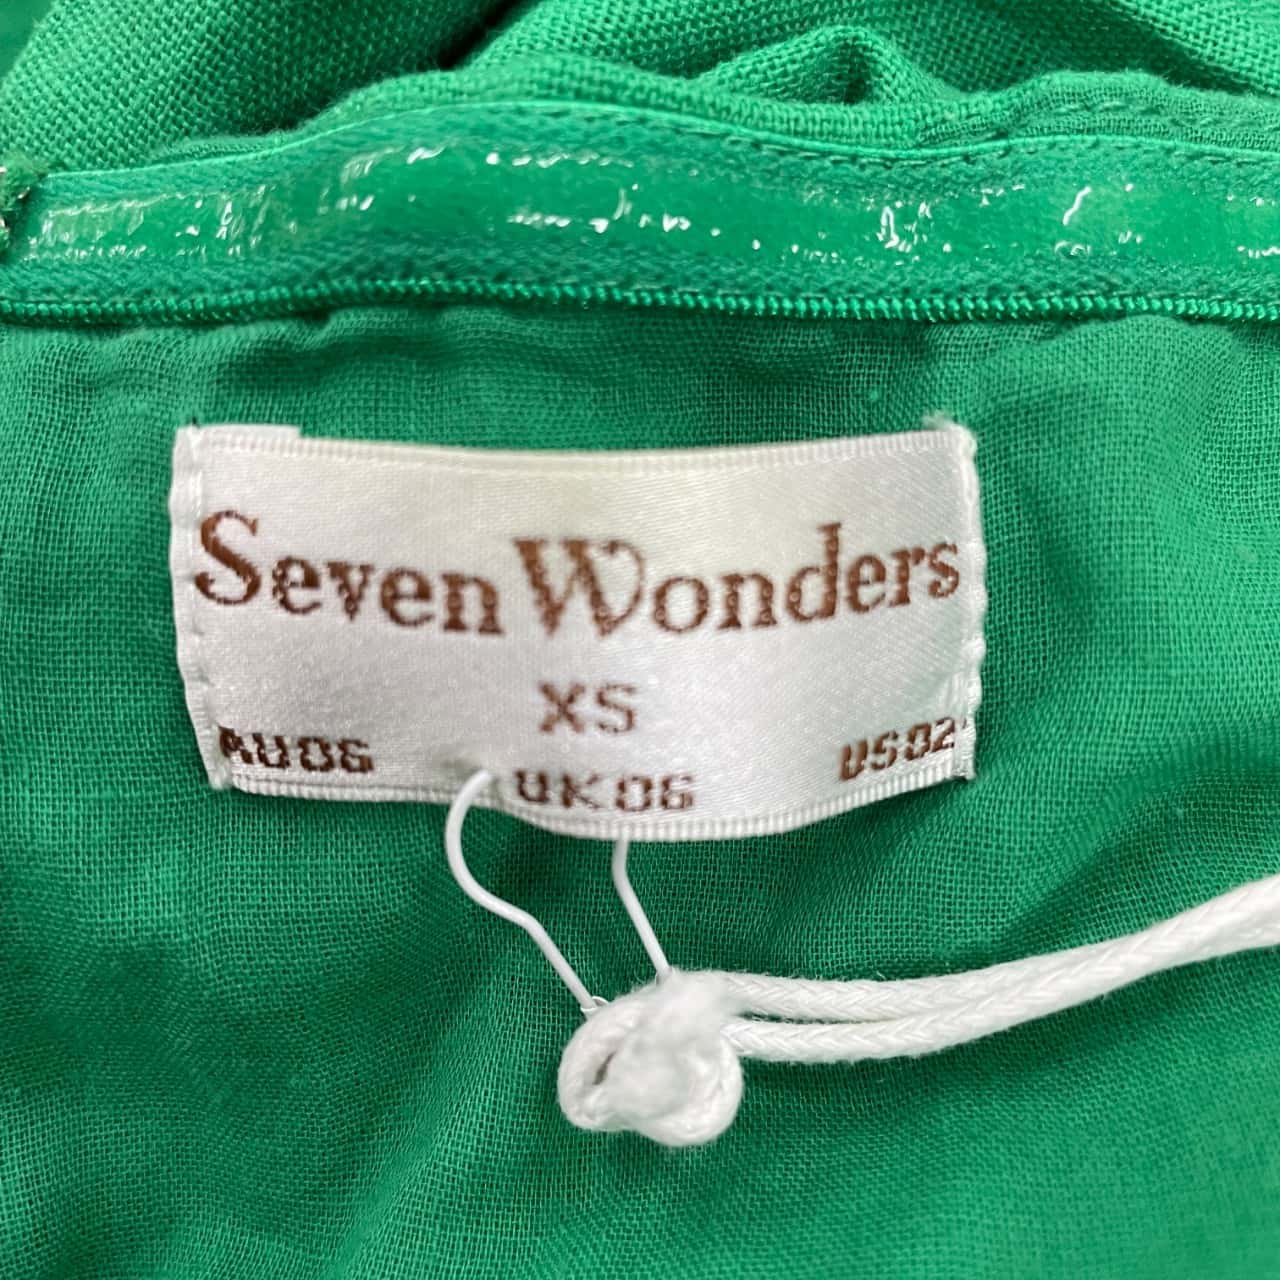 Seven Wonders
XS
AU06 UK06 US02